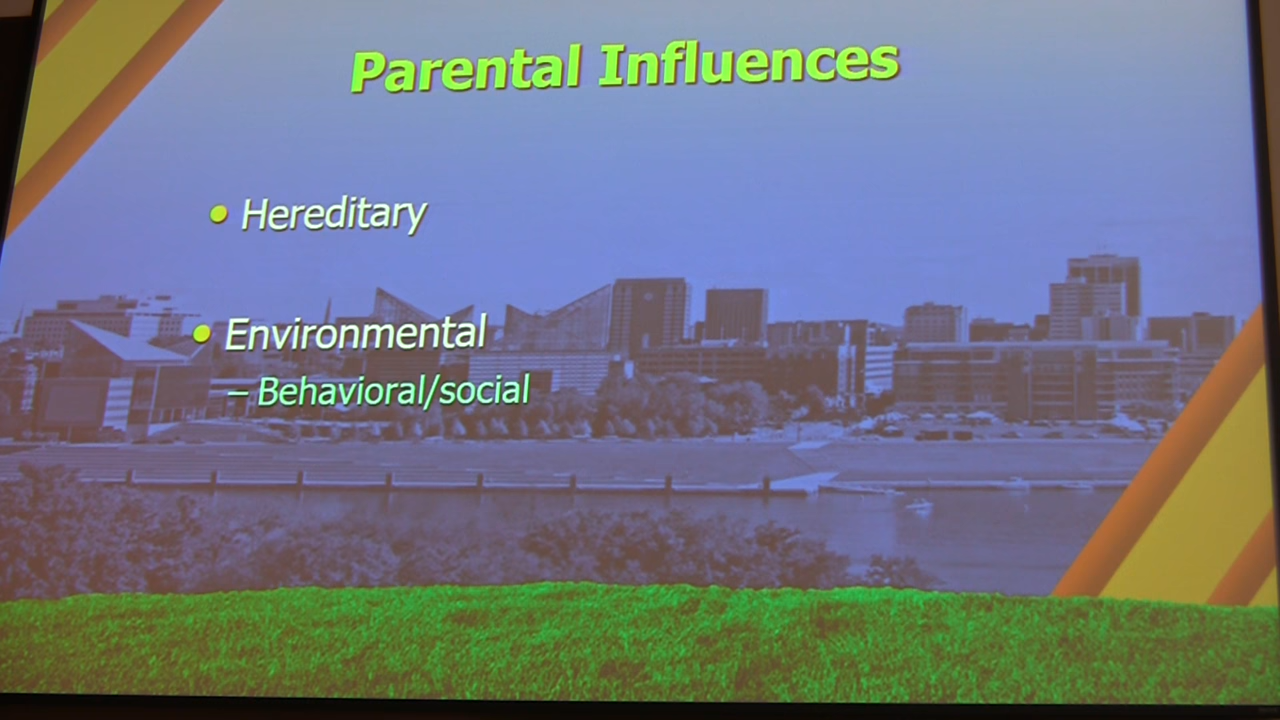 Parental Influences
• Hereditary
• Environmental
– Behavioral/social